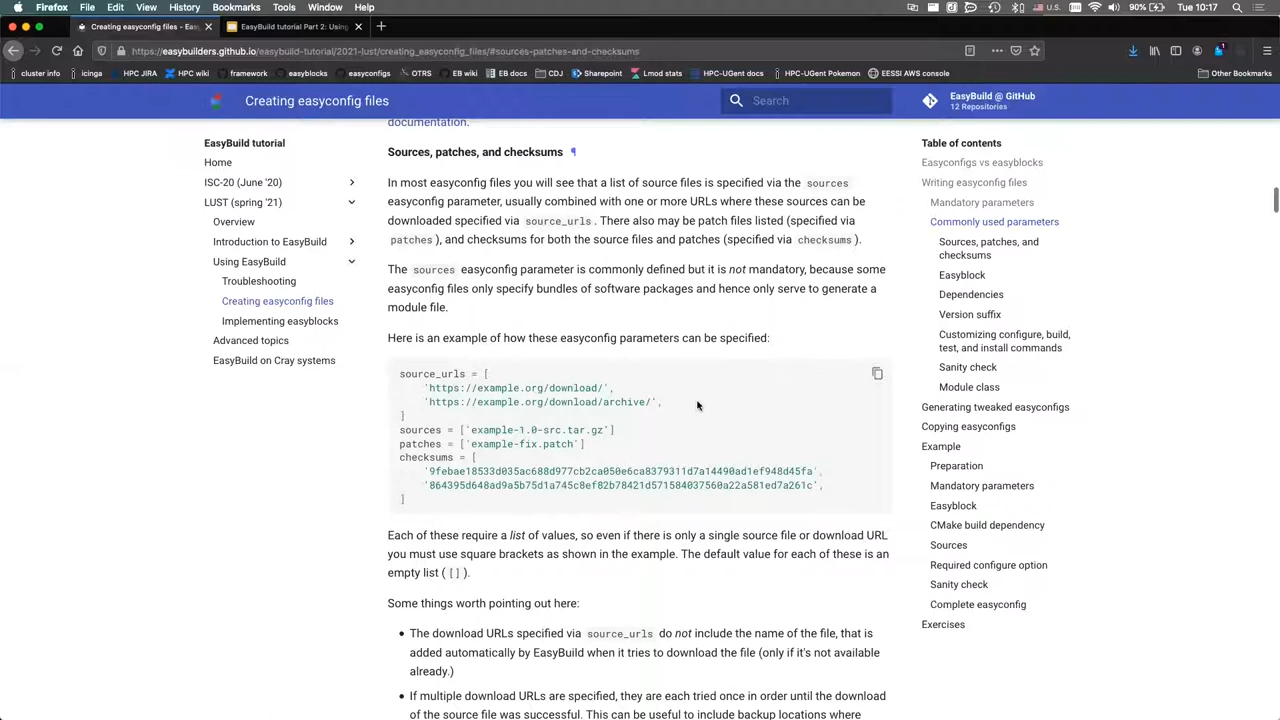 Firefox File Edit View History Bookmarks Tools Window Help
U.S. 90% Tue 10:17
Creating easyconfig files - Easy
EasyBuild tutorial Part 2: Using
https://easybuilders.github.io/easybuild-tutorial/2021-lust/creating_easyconfig_files/#sources-patches-and-checksums
cluster info icinga HPC JIRA HPC wiki framework easyblocks easyconfigs OTRS EB wiki EB docs CDJ Sharepoint Lmod stats HPC-UGent docs HPC-UGent Pokemon EESSI AWS console Other Bookmarks
Creating easyconfig files
Search
EasyBuild @ GitHub
12 Repositories
EasyBuild tutorial
Home
ISC-20 (June '20)
LUST (spring '21)
Overview
Introduction to EasyBuild
Using EasyBuild
Troubleshooting
Creating easyconfig files
Implementing easyblocks
Advanced topics
EasyBuild on Cray systems
documentation.
Sources, patches, and checksums ¶
In most easyconfig files you will see that a list of source files is specified via the sources
easyconfig parameter, usually combined with one or more URLs where these sources can be
downloaded specified via source_urls. There also may be patch files listed (specified via
patches), and checksums for both the source files and patches (specified via checksums).
The sources easyconfig parameter is commonly defined but it is not mandatory, because some
easyconfig files only specify bundles of software packages and hence only serve to generate a
module file.
Here is an example of how these easyconfig parameters can be specified:
source_urls = [
'https://example.org/download/',
'https://example.org/download/archive/',
]
sources = ['example-1.0-src.tar.gz']
patches = ['example-fix.patch']
checksums = [
'9febae18533d035ac688d977cb2ca050e6ca8379311d7a14490ad1ef948d45fa',
'864395d648ad9a5b75d1a745c8ef82b78421d571584037560a22a581ed7a261c',
]
Each of these require a list of values, so even if there is only a single source file or download URL
you must use square brackets as shown in the example. The default value for each of these is an
empty list ( [] ).
Some things worth pointing out here:
• The download URLs specified via source_urls do not include the name of the file, that is
added automatically by EasyBuild when it tries to download the file (only if it's not available
already.)
• If multiple download URLs are specified, they are each tried once in order until the download
of the source file was successful. This can be useful to include backup locations where
Table of contents
Easyconfigs vs easyblocks
Writing easyconfig files
Mandatory parameters
Commonly used parameters
Sources, patches, and
checksums
Easyblock
Dependencies
Version suffix
Customizing configure, build,
test, and install commands
Sanity check
Module class
Generating tweaked easyconfigs
Copying easyconfigs
Example
Preparation
Mandatory parameters
Easyblock
CMake build dependency
Sources
Required configure option
Sanity check
Complete easyconfig
Exercises